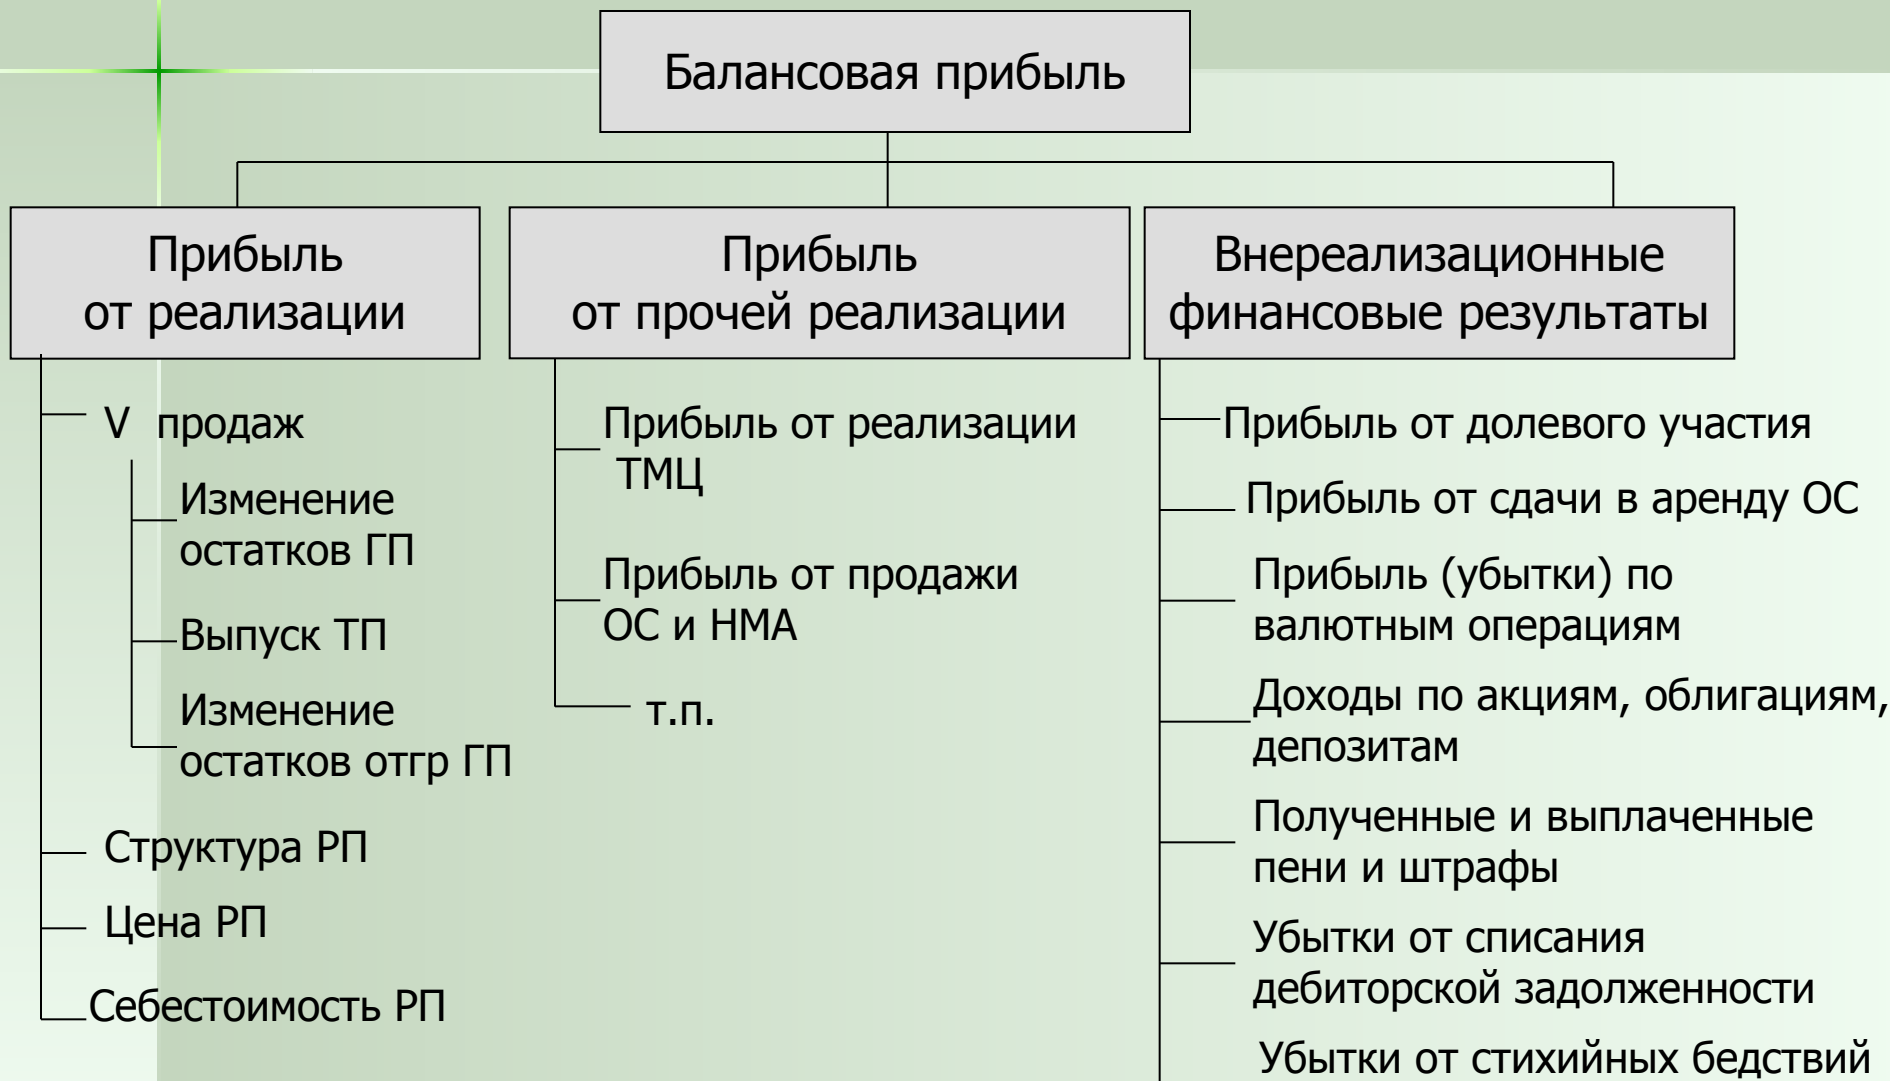 Балансовая прибыль
Прибыль
от реализации
V продаж
Изменение
остатков ГП
Выпуск ТП
Изменение
остатков отгр ГП
Структура РП
Цена РП
Себестоимость РП
Прибыль
от прочей реализации
Прибыль от реализации
ТМЦ
Прибыль от продажи
ОС и НМА
т.п.
Внереализационные
финансовые результаты
Прибыль от долевого участия
Прибыль от сдачи в аренду ОС
Прибыль (убытки) по
валютным операциям
Доходы по акциям, облигациям,
депозитам
Полученные и выплаченные
пени и штрафы
Убытки от списания
дебиторской задолженности
Убытки от стихийных бедствий